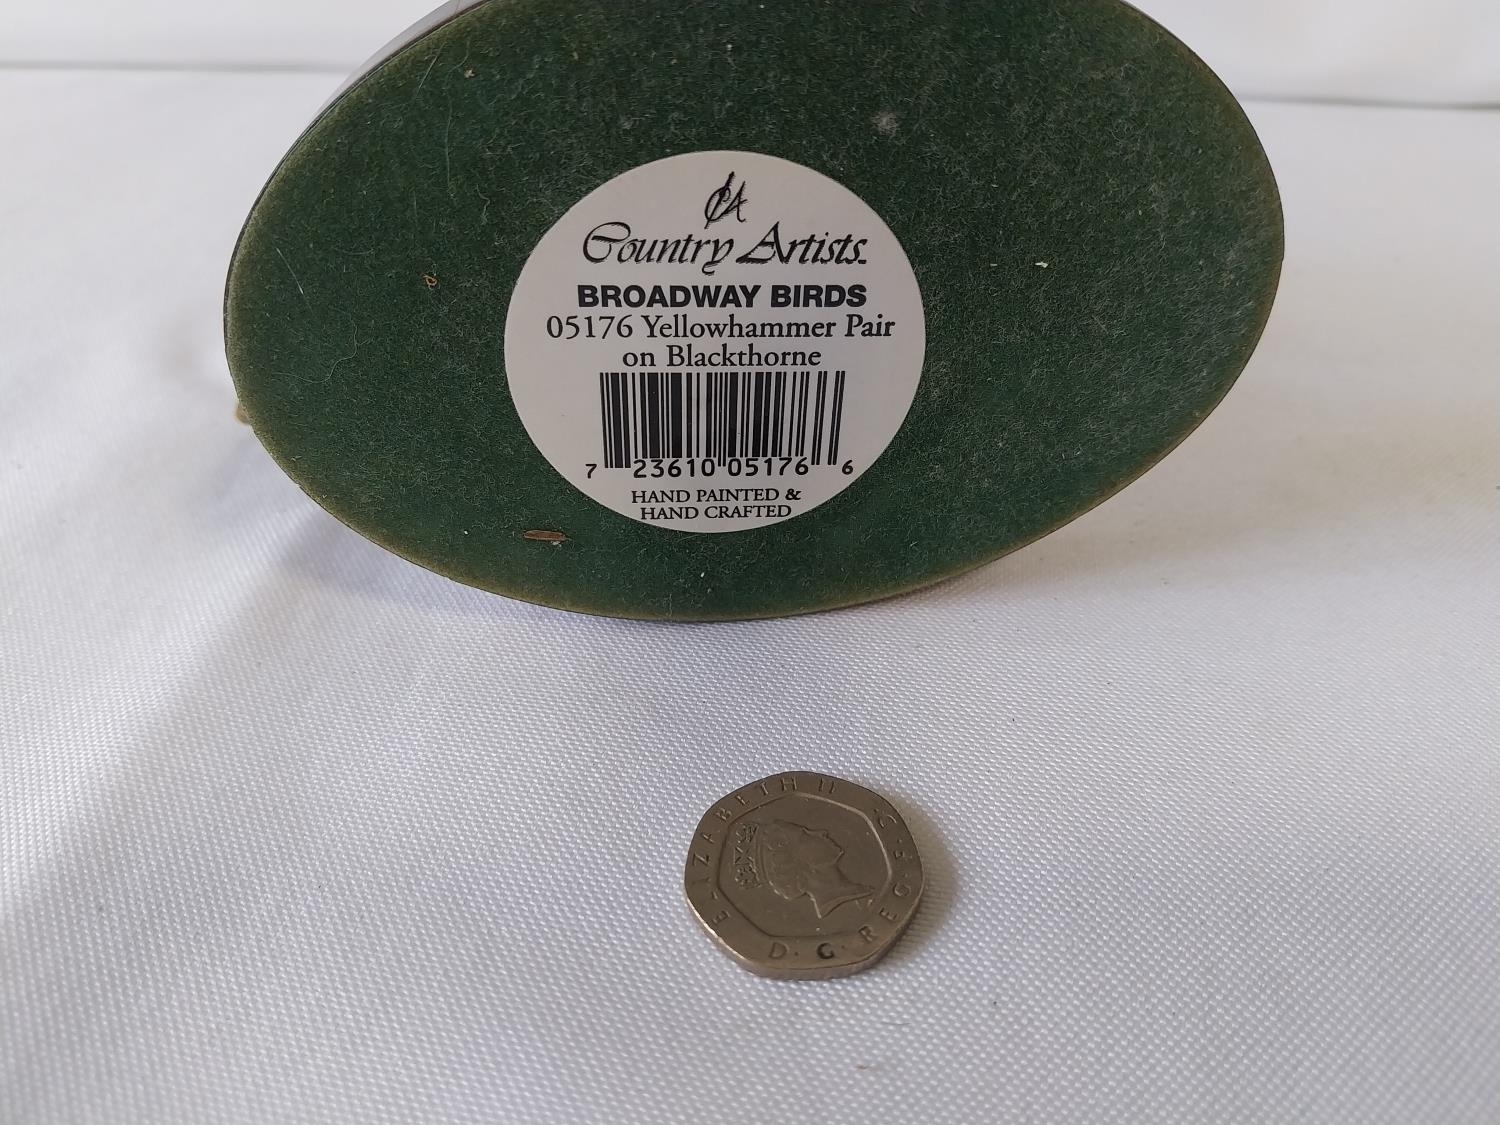 CA
Country Artists
BROADWAY BIRDS
05176 Yellowhammer Pair
on Blackthorne
7 23610 05176 6
HAND PAINTED &
HAND CRAFTED
ELIZABETH II D·G·REG·F·D·